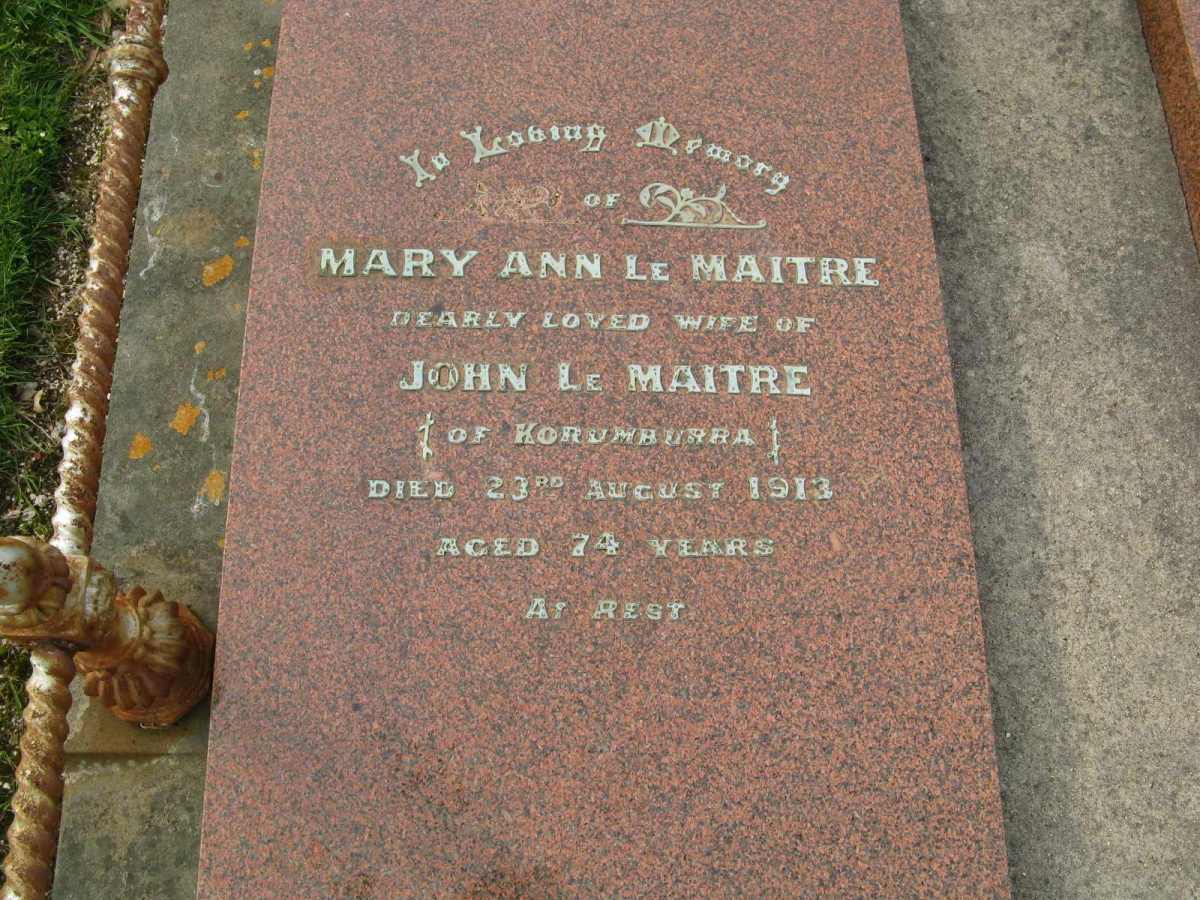 In Loving Memory
OF
MARY ANN LE MAITRE
DEARLY LOVED WIFE OF
JOHN LE MAITRE
{OF KORUMBURRA}
DIED 23RD AUGUST 1913
AGED 74 YEARS
AT REST